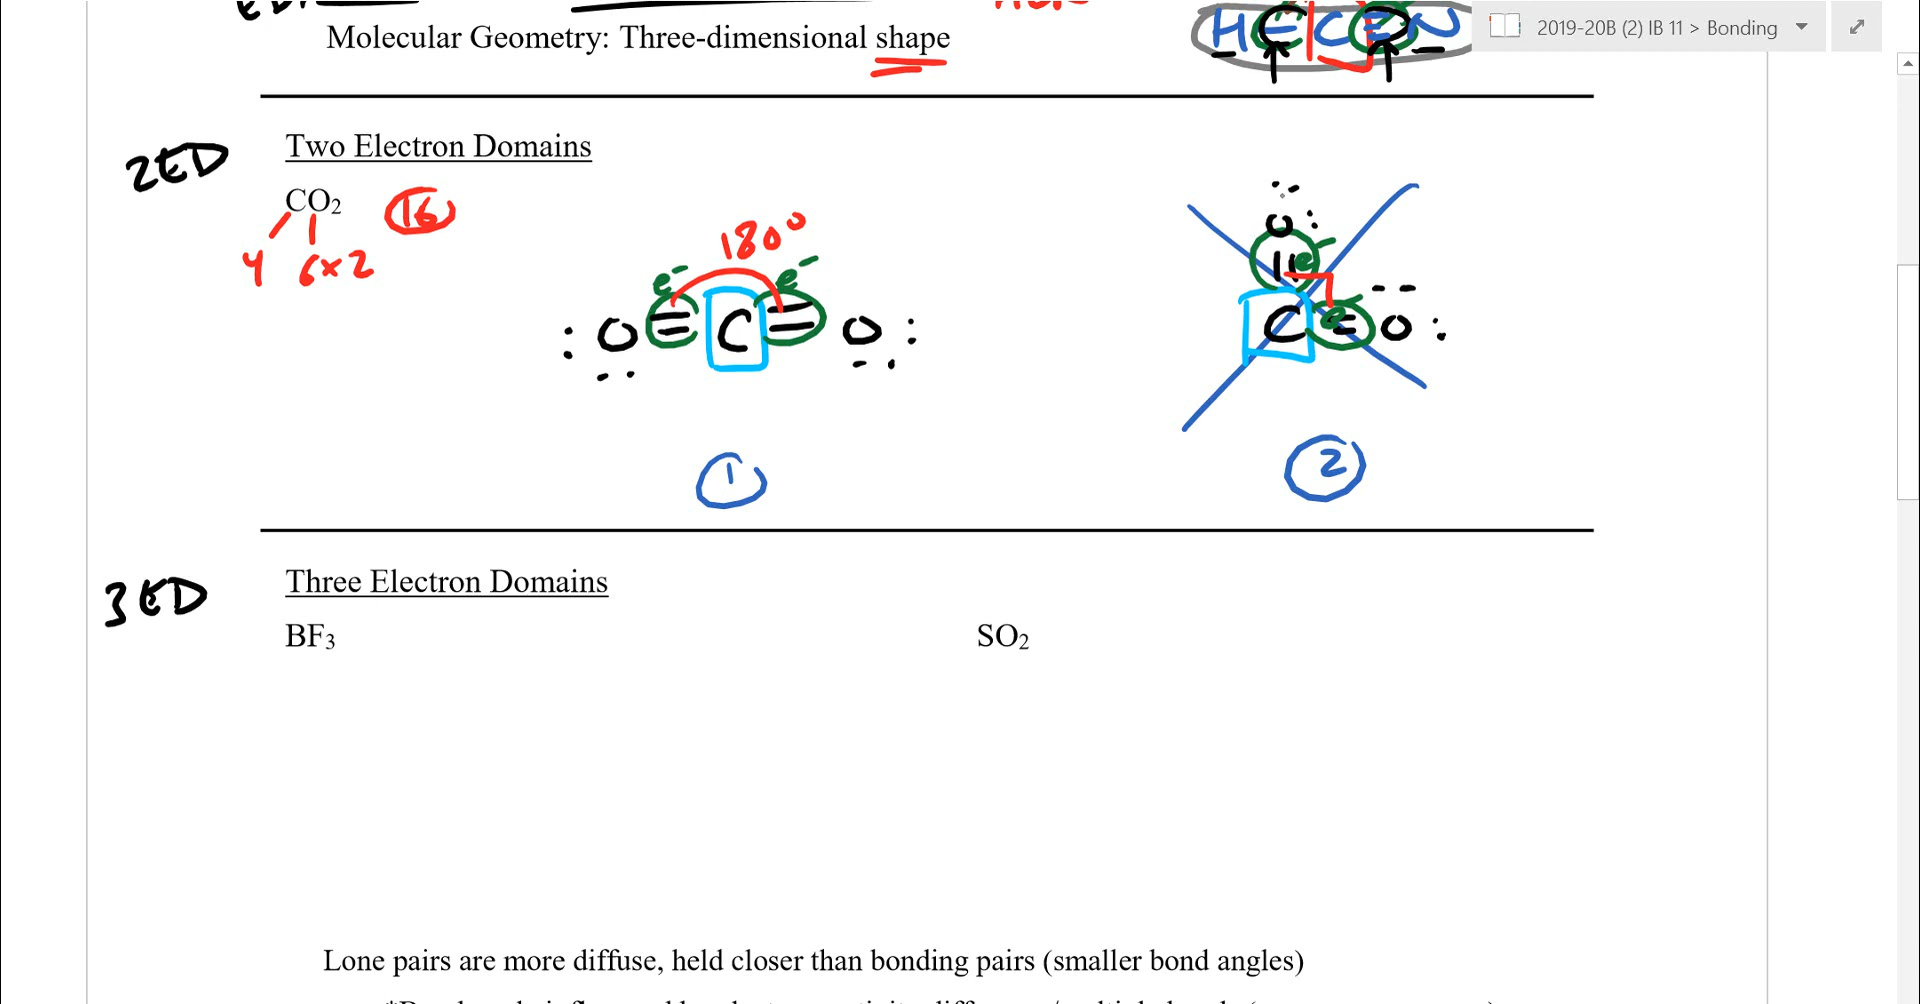 Molecular Geometry: Three-dimensional shape
2019-20B (2) IB 11 > Bonding
2ED
Two Electron Domains
CO₂ 16
4 6x2
180°
e⁻ e⁻
:O=C=O:
O:
e⁻
C=O:
1
2
3ED
Three Electron Domains
BF₃
SO₂
Lone pairs are more diffuse, held closer than bonding pairs (smaller bond angles)